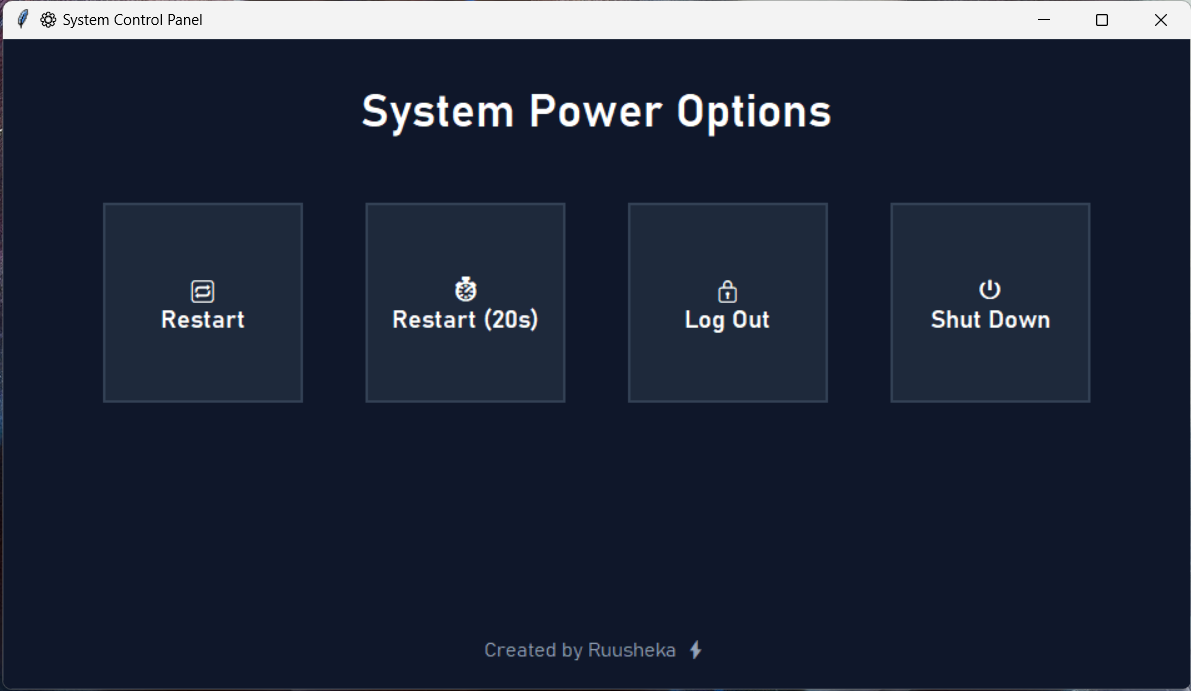 System Control Panel
System Power Options
Restart
Restart (20s)
Log Out
Shut Down
Created by Ruusheka